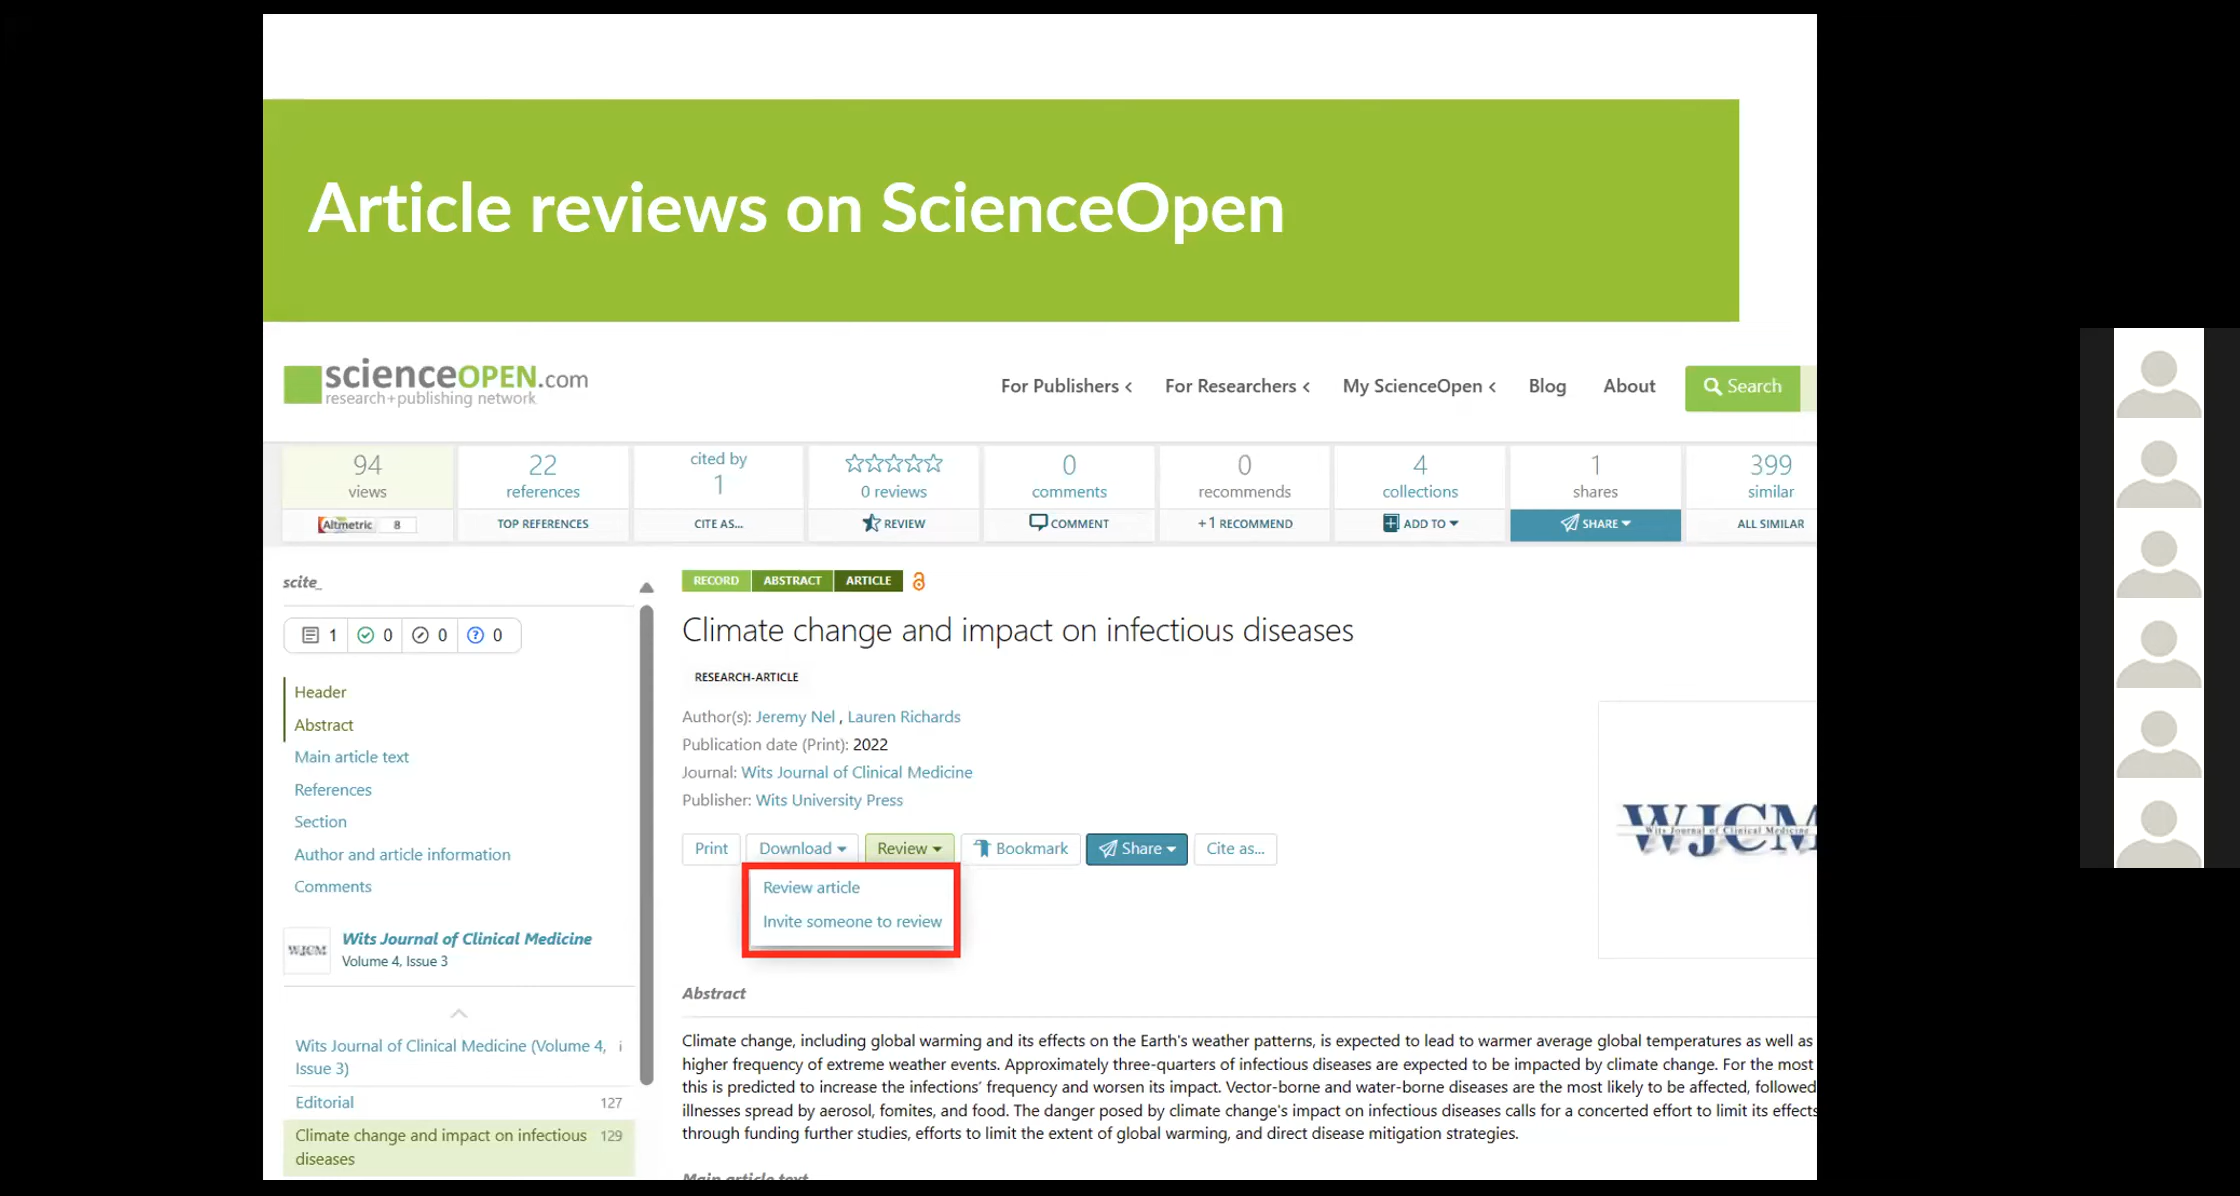 Article reviews on ScienceOpen
scienceOPEN.com
research+publishing network
For Publishers <
For Researchers <
My ScienceOpen <
Blog
About
Search
94
views
Altmetric 8
22
references
TOP REFERENCES
cited by
1
CITE AS...
0 reviews
REVIEW
0
comments
COMMENT
0
recommends
+1 RECOMMEND
4
collections
ADD TO
1
shares
SHARE
399
similar
ALL SIMILAR
scite_
1 0 0 0
Header
Abstract
Main article text
References
Section
Author and article information
Comments
WJCM
Wits Journal of Clinical Medicine
Volume 4, Issue 3
Wits Journal of Clinical Medicine (Volume 4, i
Issue 3)
Editorial 127
Climate change and impact on infectious 129
diseases
RECORD ABSTRACT ARTICLE
Climate change and impact on infectious diseases
RESEARCH-ARTICLE
Author(s): Jeremy Nel , Lauren Richards
Publication date (Print): 2022
Journal: Wits Journal of Clinical Medicine
Publisher: Wits University Press
Print Download Review Bookmark Share Cite as...
Review article
Invite someone to review
WJCM
Wits Journal of Clinical Medicine
Abstract
Climate change, including global warming and its effects on the Earth's weather patterns, is expected to lead to warmer average global temperatures as well as
higher frequency of extreme weather events. Approximately three-quarters of infectious diseases are expected to be impacted by climate change. For the most
this is predicted to increase the infections' frequency and worsen its impact. Vector-borne and water-borne diseases are the most likely to be affected, followed
illnesses spread by aerosol, fomites, and food. The danger posed by climate change's impact on infectious diseases calls for a concerted effort to limit its effects
through funding further studies, efforts to limit the extent of global warming, and direct disease mitigation strategies.
Main article text